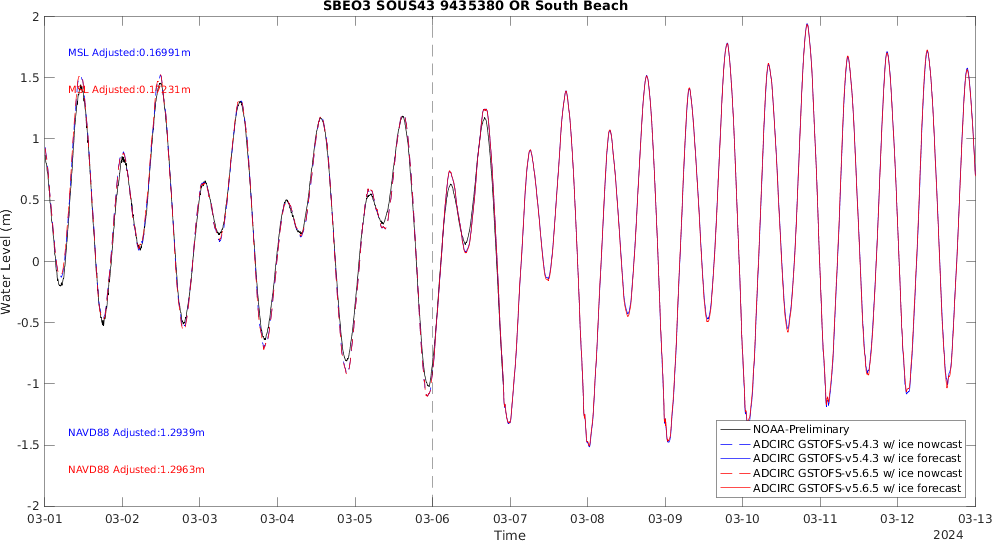 SBEO3 SOUS43 9435380 OR South Beach
Water Level (m)
2
1.5
1
0.5
0
-0.5
-1
-1.5
-2
MSL Adjusted:0.16991m
MSL Adjusted:0.17231m
NAVD88 Adjusted:1.2939m
NAVD88 Adjusted:1.2963m
NOAA-Preliminary
ADCIRC GSTOFS-v5.4.3 w/ ice nowcast
ADCIRC GSTOFS-v5.4.3 w/ ice forecast
ADCIRC GSTOFS-v5.6.5 w/ ice nowcast
ADCIRC GSTOFS-v5.6.5 w/ ice forecast
03-01 03-02 03-03 03-04 03-05 03-06 03-07 03-08 03-09 03-10 03-11 03-12 03-13
Time
2024